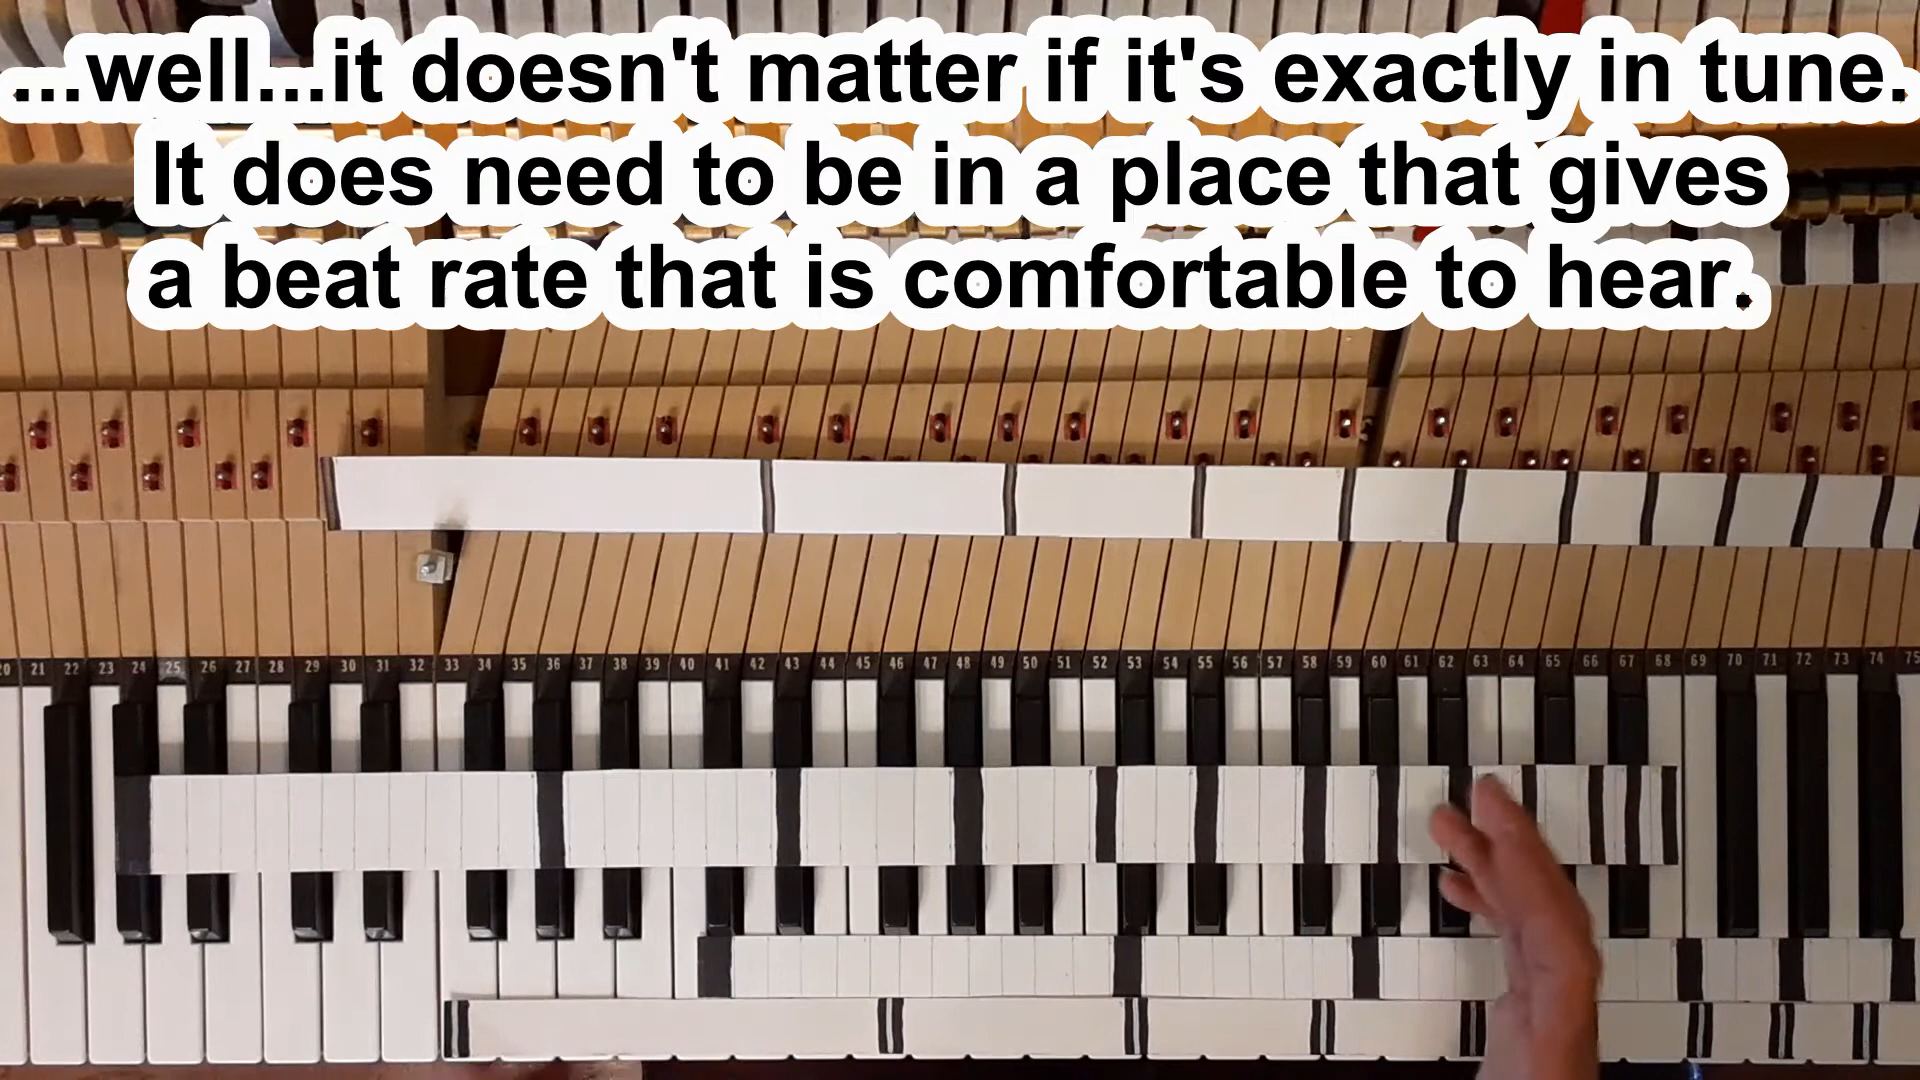 ...well...it doesn't matter if it's exactly in tune.
It does need to be in a place that gives
a beat rate that is comfortable to hear.
20 21 22 23 24 25 26 27 28 29 30 31 32 33 34 35 36 37 38 39 40 41 42 43 44 45 46 47 48 49 50 51 52 53 54 55 56 57 58 59 60 61 62 63 64 65 66 67 68 69 70 71 72 73 74 75